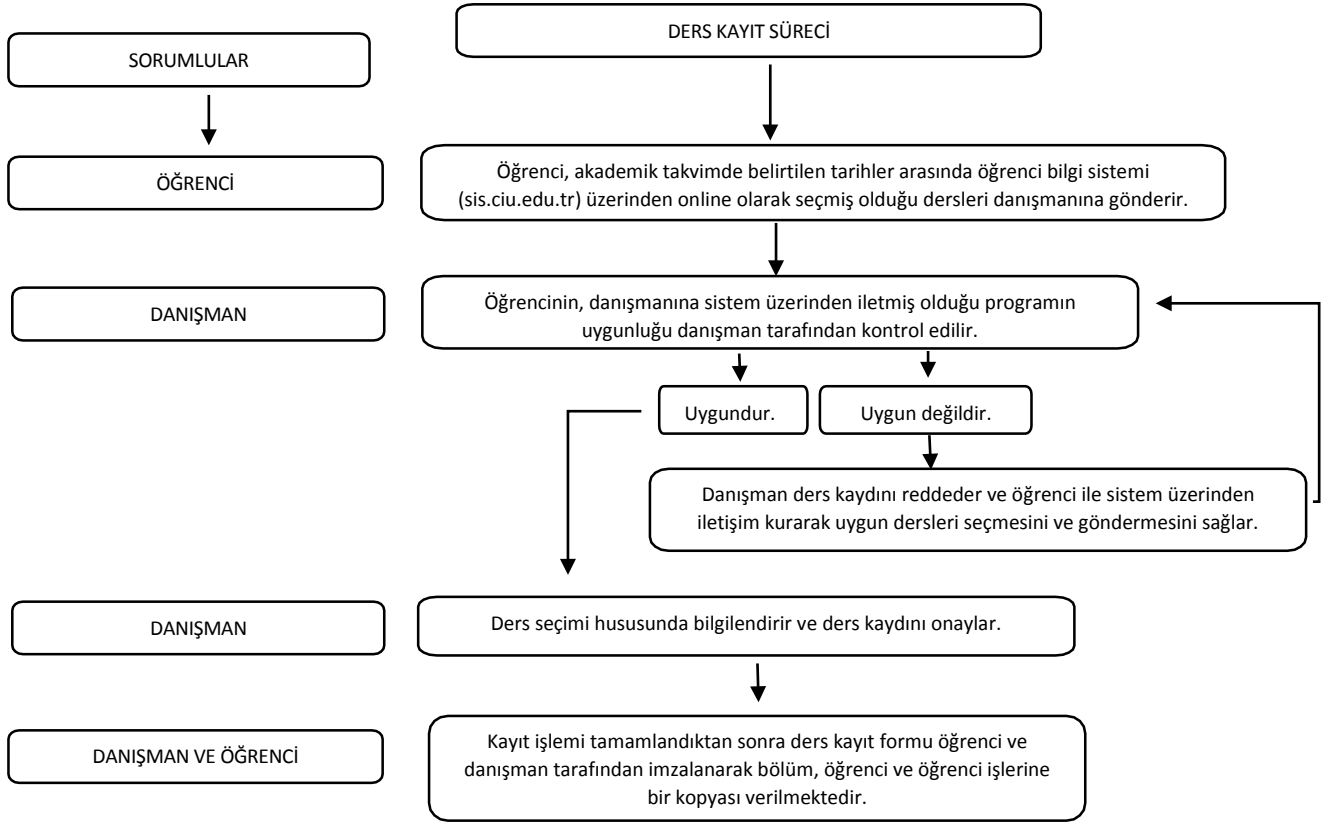 DERS KAYIT SÜRECİ
SORUMLULAR
ÖĞRENCİ
Öğrenci, akademik takvimde belirtilen tarihler arasında öğrenci bilgi sistemi
(sis.ciu.edu.tr) üzerinden online olarak seçmiş olduğu dersleri danışmanına gönderir.
DANIŞMAN
Öğrencinin, danışmanına sistem üzerinden iletmiş olduğu programın
uygunluğu danışman tarafından kontrol edilir.
Uygundur.
Uygun değildir.
Danışman ders kaydını reddeder ve öğrenci ile sistem üzerinden
iletişim kurarak uygun dersleri seçmesini ve göndermesini sağlar.
DANIŞMAN
Ders seçimi hususunda bilgilendirir ve ders kaydını onaylar.
DANIŞMAN VE ÖĞRENCİ
Kayıt işlemi tamamlandıktan sonra ders kayıt formu öğrenci ve
danışman tarafından imzalanarak bölüm, öğrenci ve öğrenci işlerine
bir kopyası verilmektedir.